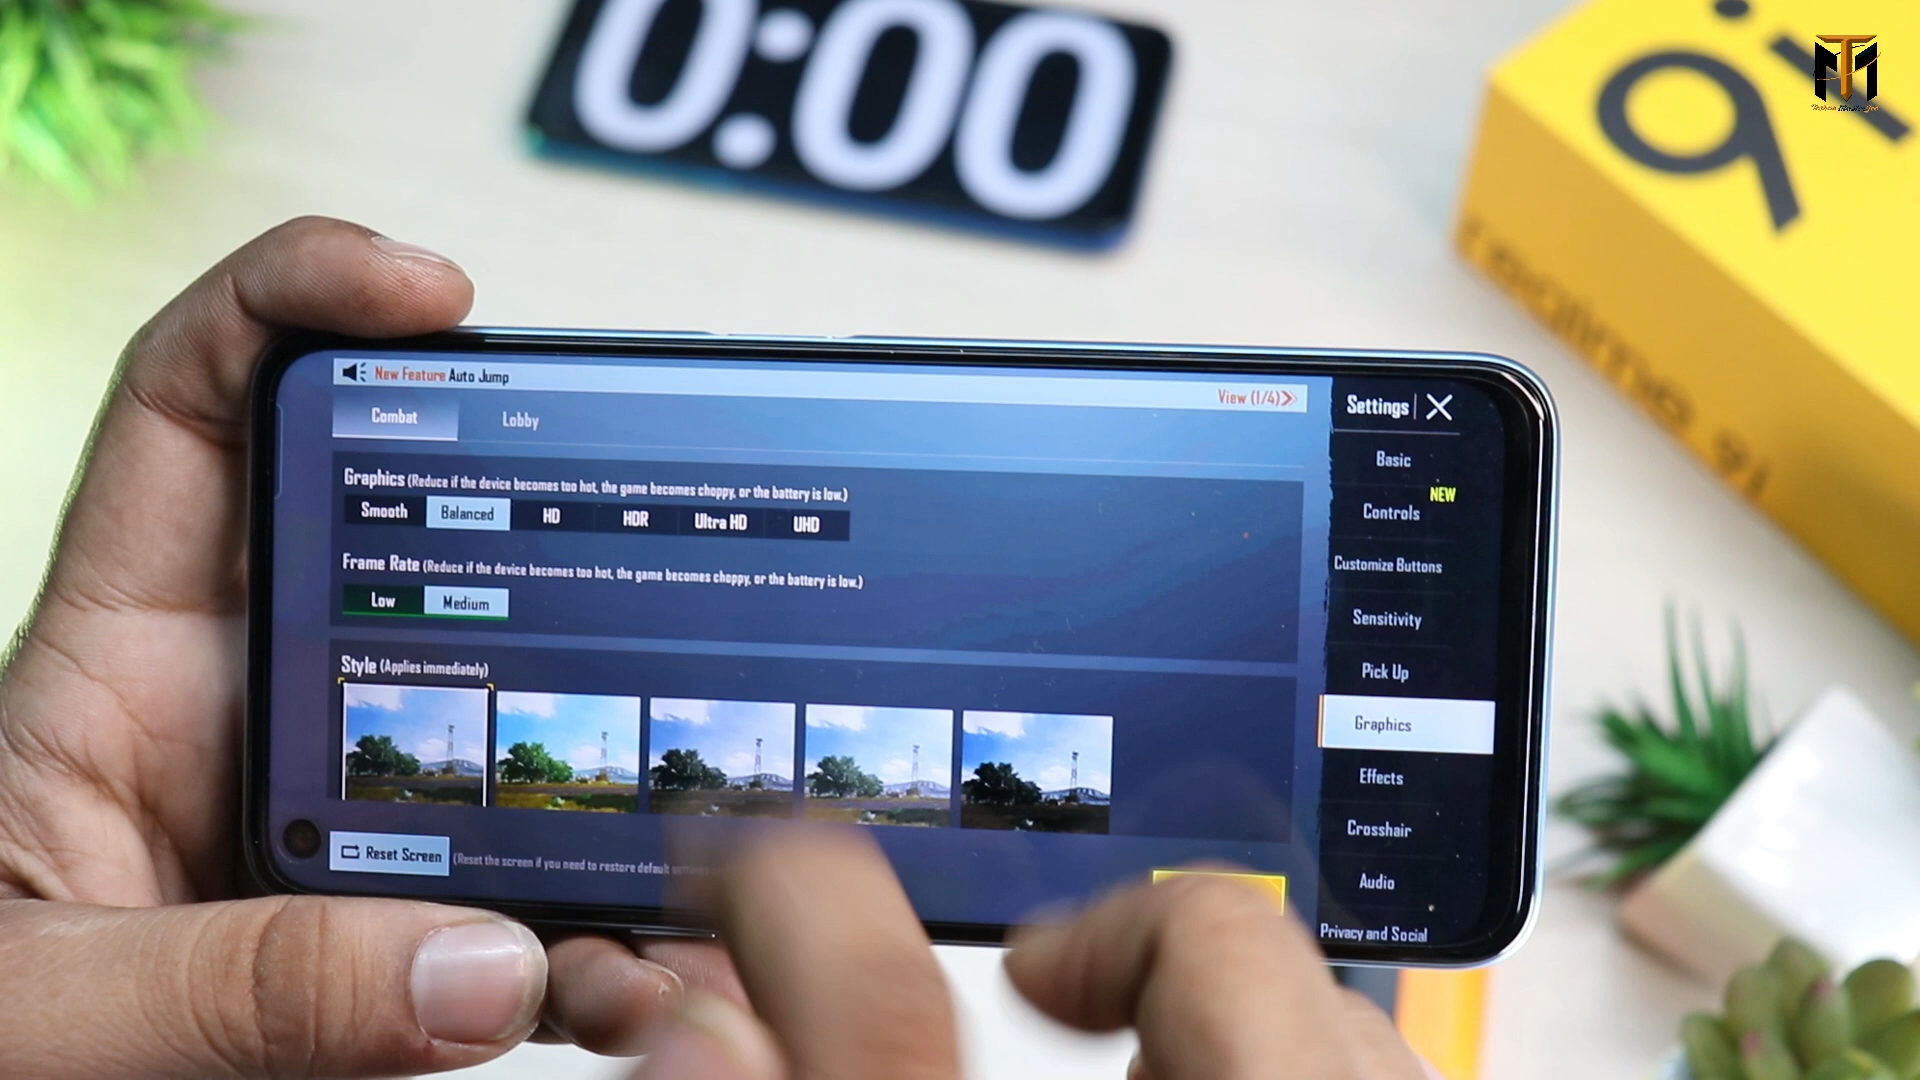 0:00
9i
TM
realme 9i
New Feature Auto Jump
View (1/4)
Settings
Combat
Lobby
Basic
Graphics (Reduce if the device becomes too hot, the game becomes choppy, or the battery is low.)
NEW
Smooth
Balanced
HD
HDR
Ultra HD
UHD
Controls
Frame Rate (Reduce if the device becomes too hot, the game becomes choppy, or the battery is low.)
Customize Buttons
Low
Medium
Sensitivity
Style (Applies immediately)
Pick Up
Graphics
Effects
Crosshair
Reset Screen
(Reset the screen if you need to restore default
Audio
Privacy and Social